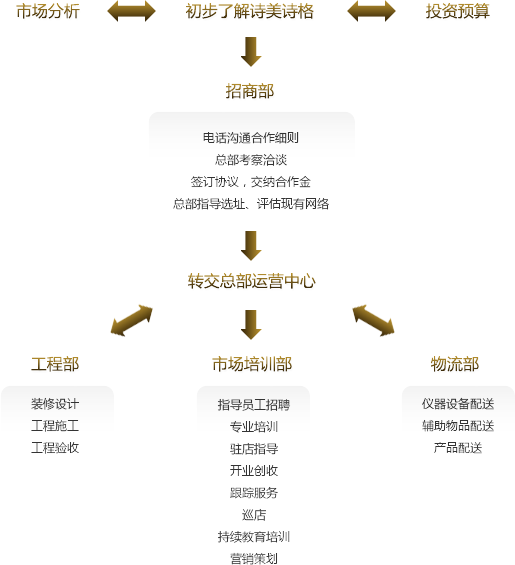 市场分析
初步了解诗美诗格
投资预算
招商部
电话沟通合作细则
总部考察洽谈
签订协议，交纳合作金
总部指导选址、评估现有网络
转交总部运营中心
工程部
装修设计
工程施工
工程验收
市场培训部
指导员工招聘
专业培训
驻店指导
开业创收
跟踪服务
巡店
持续教育培训
营销策划
物流部
仪器设备配送
辅助物品配送
产品配送